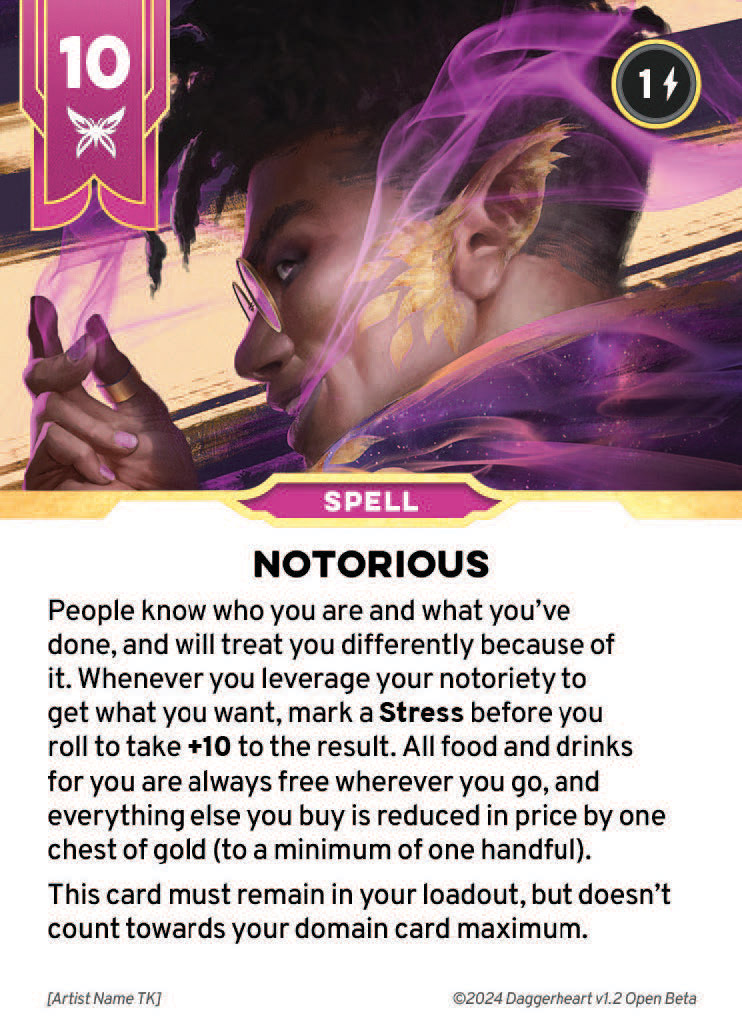 10
1
SPELL
NOTORIOUS
People know who you are and what you’ve
done, and will treat you differently because of
it. Whenever you leverage your notoriety to
get what you want, mark a Stress before you
roll to take +10 to the result. All food and drinks
for you are always free wherever you go, and
everything else you buy is reduced in price by one
chest of gold (to a minimum of one handful).
This card must remain in your loadout, but doesn’t
count towards your domain card maximum.
[Artist Name TK] ©2024 Daggerheart v1.2 Open Beta